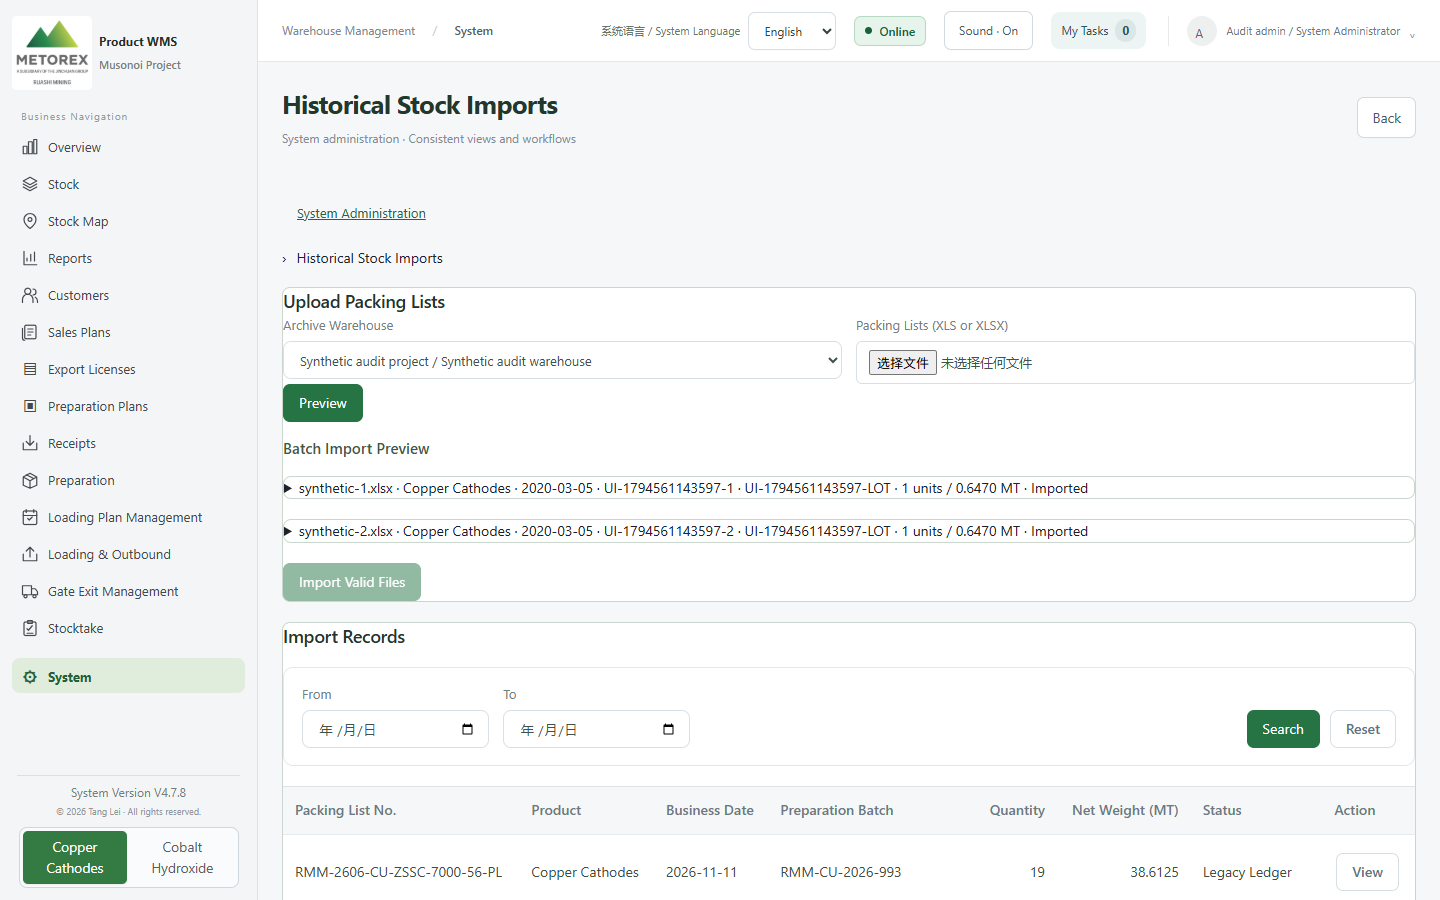 METOREX
A SUBSIDIARY OF THE JINCHUAN GROUP
RUASHI MINING
Product WMS
Musonoi Project
Business Navigation
Overview
Stock
Stock Map
Reports
Customers
Sales Plans
Export Licenses
Preparation Plans
Receipts
Preparation
Loading Plan Management
Loading & Outbound
Gate Exit Management
Stocktake
System
System Version V4.7.8
© 2026 Tang Lei · All rights reserved.
Copper Cathodes
Cobalt Hydroxide
Warehouse Management / System
系统语言 / System Language
English
Online
Sound · On
My Tasks 0
A
Audit admin / System Administrator
Historical Stock Imports
System administration · Consistent views and workflows
Back
System Administration
› Historical Stock Imports
Upload Packing Lists
Archive Warehouse
Synthetic audit project / Synthetic audit warehouse
Packing Lists (XLS or XLSX)
选择文件 未选择任何文件
Preview
Batch Import Preview
synthetic-1.xlsx · Copper Cathodes · 2020-03-05 · UI-1794561143597-1 · UI-1794561143597-LOT · 1 units / 0.6470 MT · Imported
synthetic-2.xlsx · Copper Cathodes · 2020-03-05 · UI-1794561143597-2 · UI-1794561143597-LOT · 1 units / 0.6470 MT · Imported
Import Valid Files
Import Records
From
年 /月/日
To
年 /月/日
Search
Reset
Packing List No. Product Business Date Preparation Batch Quantity Net Weight (MT) Status Action
RMM-2606-CU-ZSSC-7000-56-PL Copper Cathodes 2026-11-11 RMM-CU-2026-993 19 38.6125 Legacy Ledger View